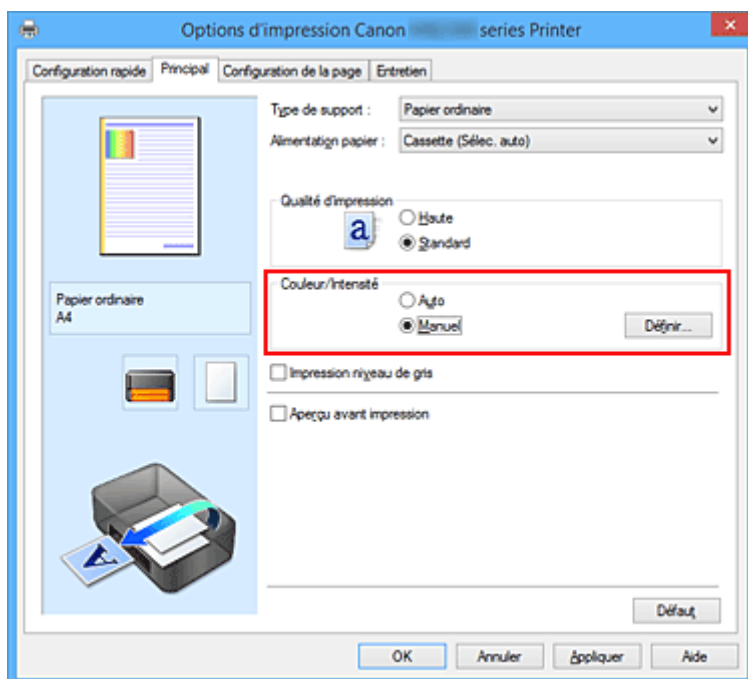 Options d'impression Canon series Printer
Configuration rapide Principal Configuration de la page Entretien
Type de support : Papier ordinaire
Alimentation papier : Cassette (Sélec. auto)
Qualité d'impression
a
Haute
Standard
Couleur/Intensité
Auto
Manuel Définir...
Papier ordinaire
A4
Impression niveau de gris
Aperçu avant impression
A
Défaut
OK Annuler Appliquer Aide